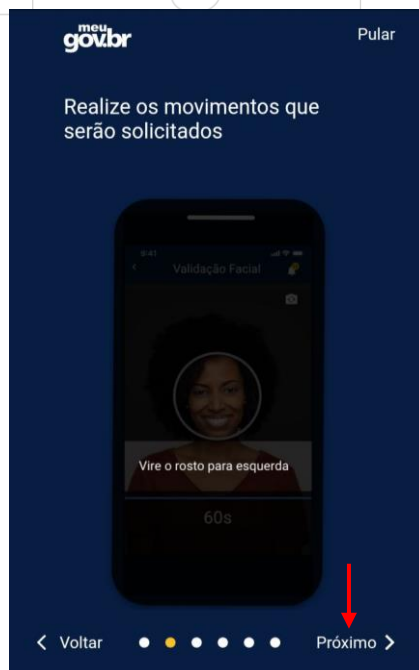 meu
gov.br
Pular
Realize os movimentos que
serão solicitados
9:41
Validação Facial
Vire o rosto para esquerda
60s
Voltar
Próximo